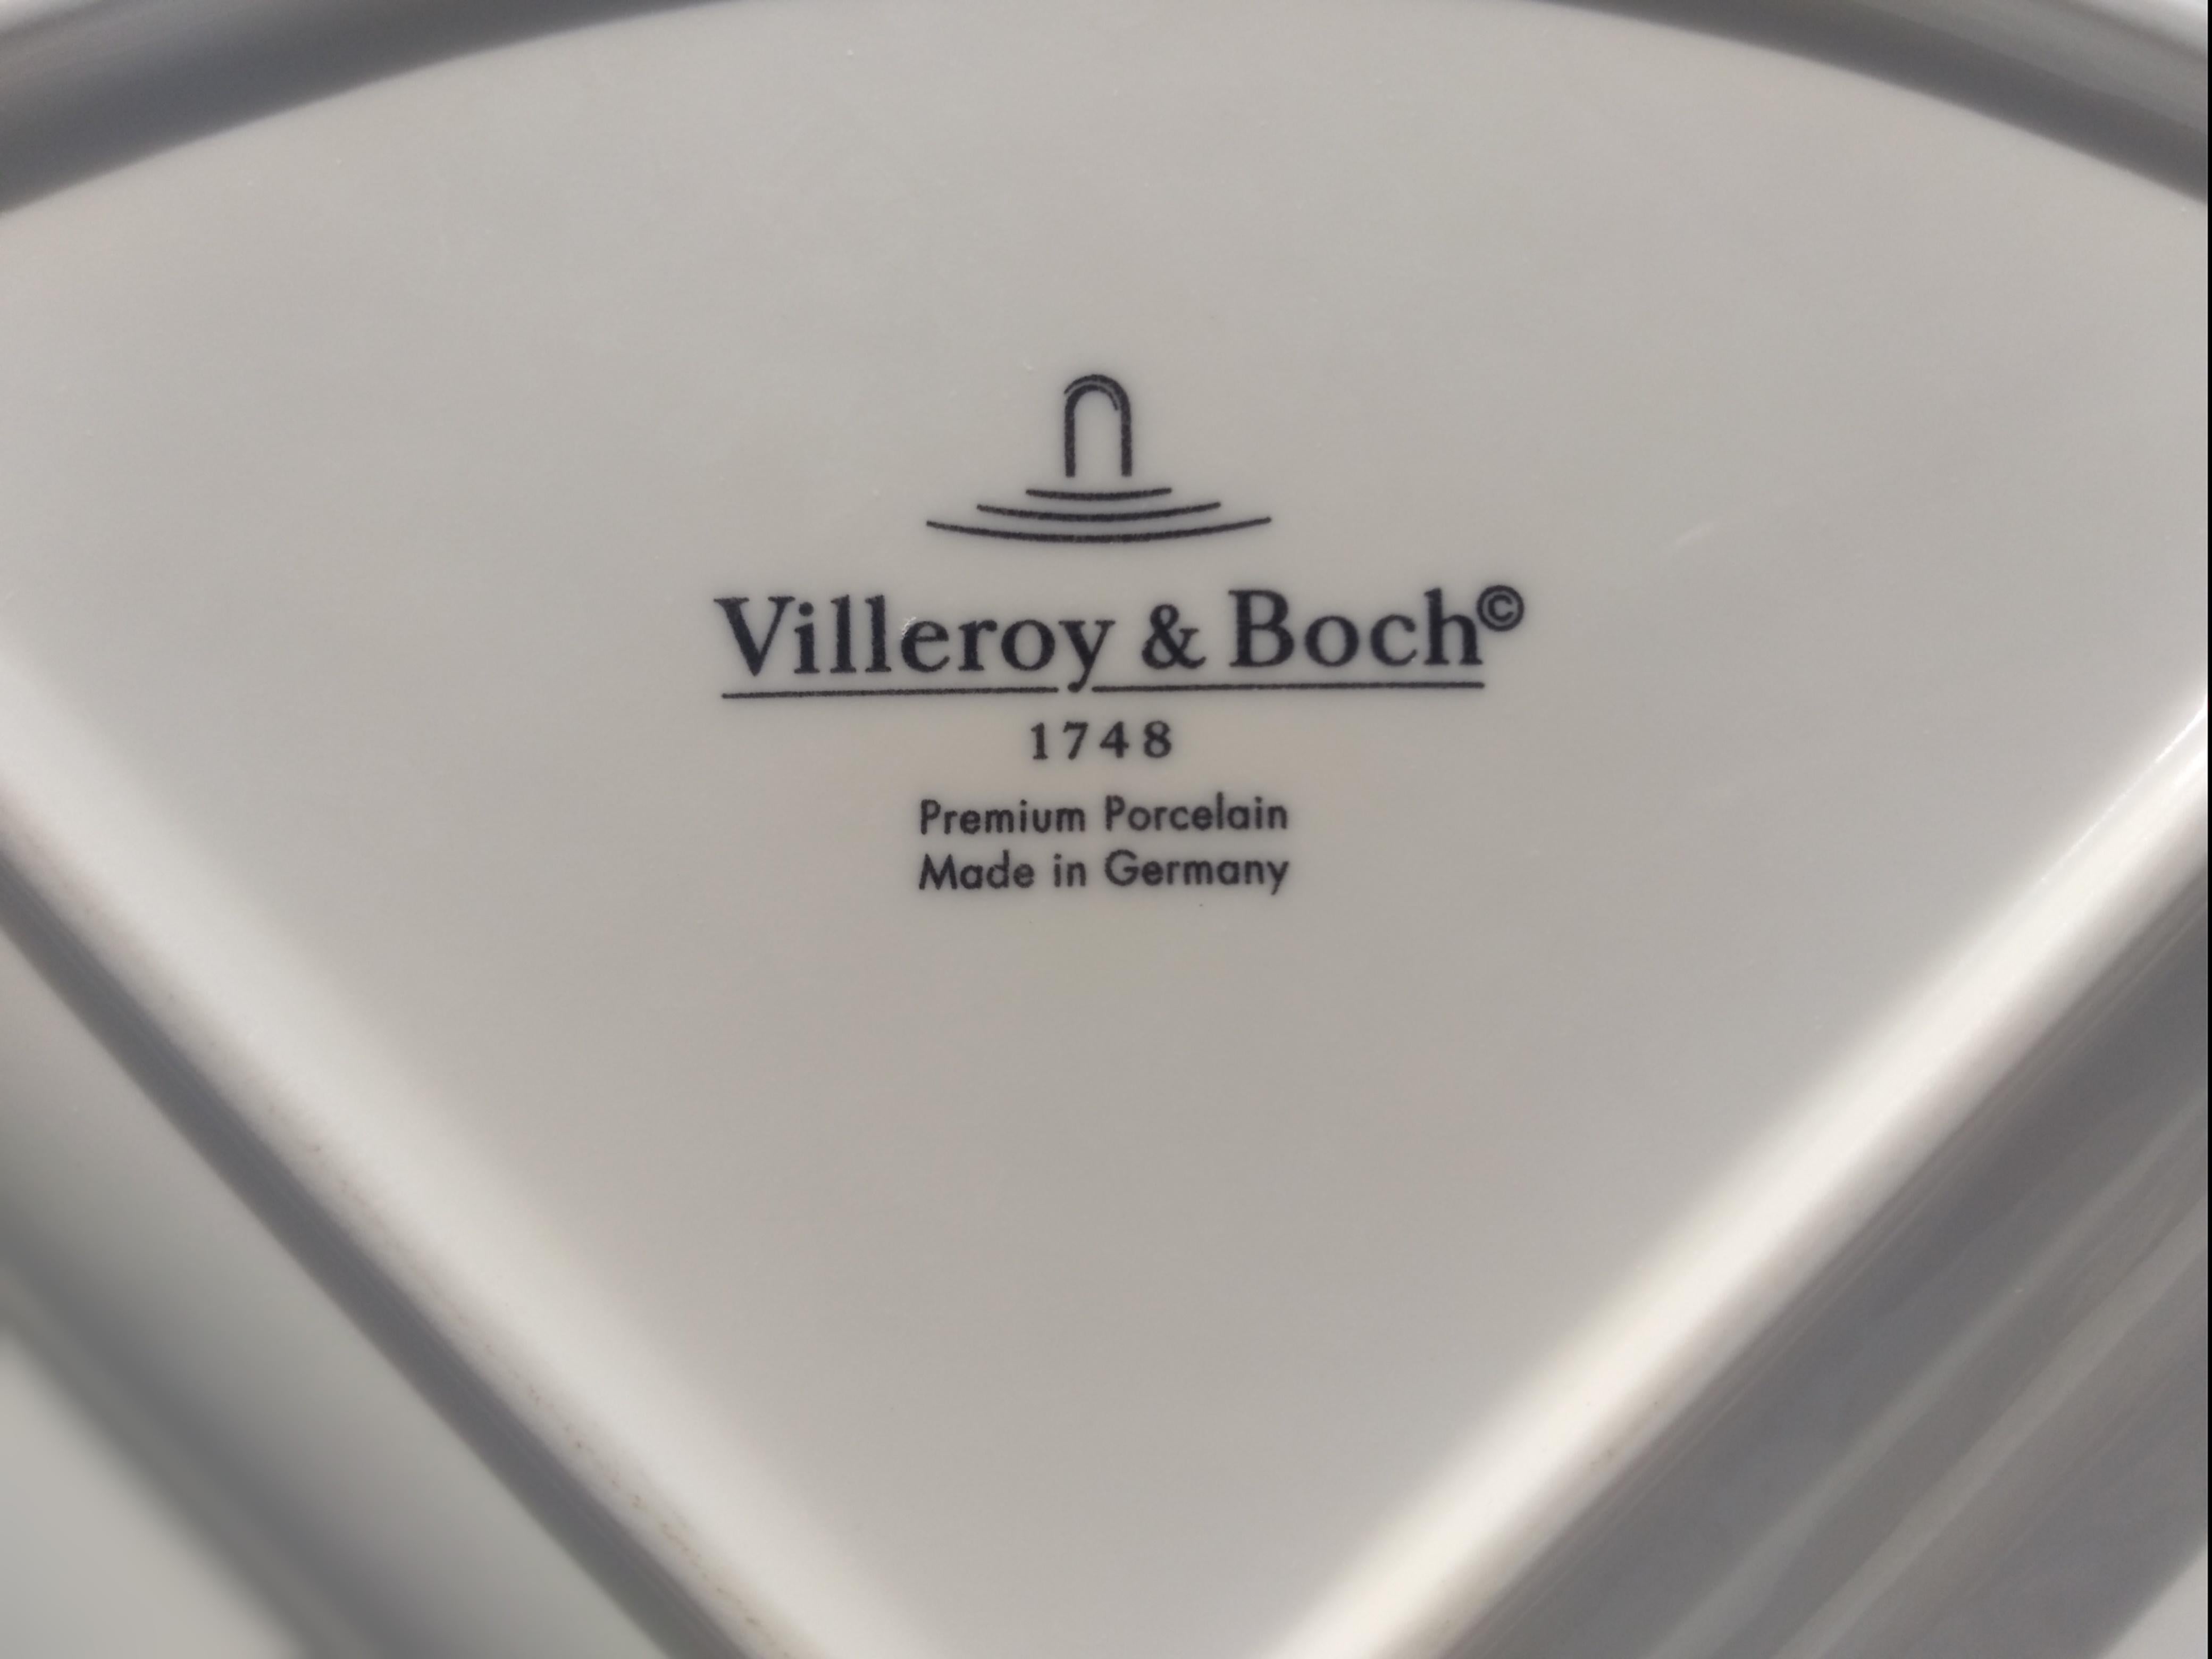 Villeroy & Boch©
1748
Premium Porcelain
Made in Germany